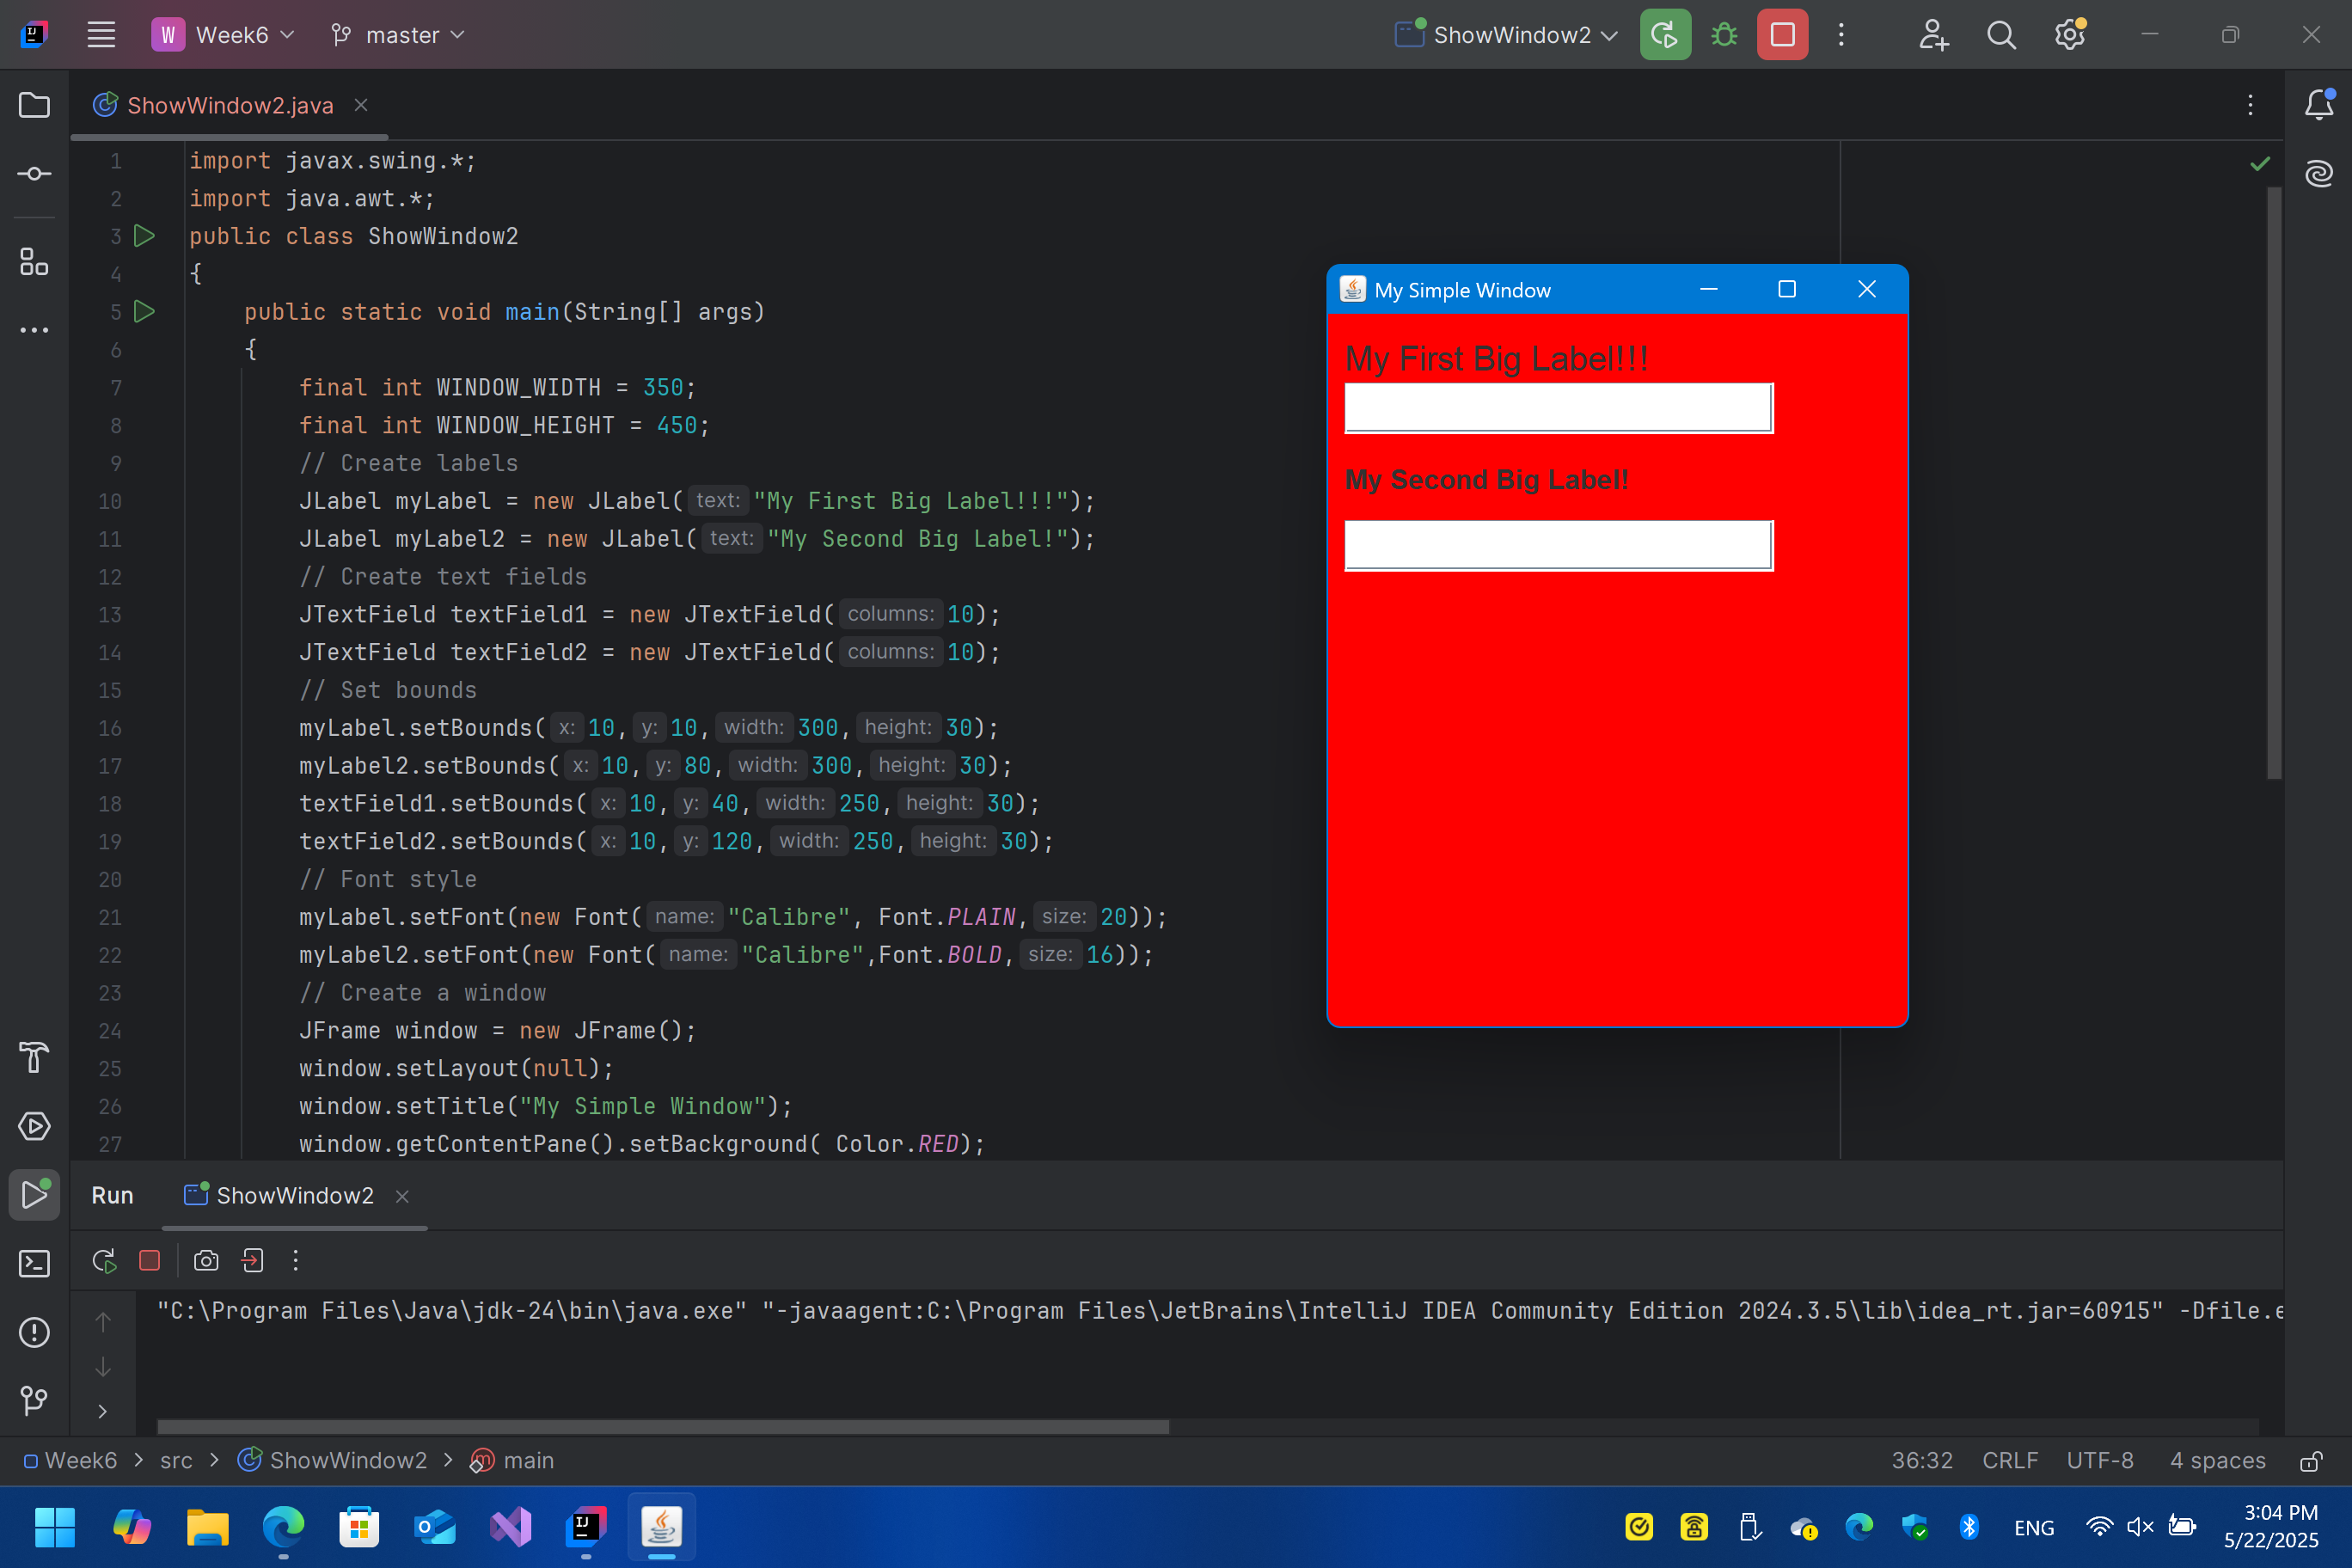 W Week6 master ShowWindow2
ShowWindow2.java
1 import javax.swing.*;
2 import java.awt.*;
3 public class ShowWindow2
4 {
5 public static void main(String[] args)
6 {
7 final int WINDOW_WIDTH = 350;
8 final int WINDOW_HEIGHT = 450;
9 // Create labels
10 JLabel myLabel = new JLabel( text: "My First Big Label!!!");
11 JLabel myLabel2 = new JLabel( text: "My Second Big Label!");
12 // Create text fields
13 JTextField textField1 = new JTextField( columns: 10);
14 JTextField textField2 = new JTextField( columns: 10);
15 // Set bounds
16 myLabel.setBounds( x: 10, y: 10, width: 300, height: 30);
17 myLabel2.setBounds( x: 10, y: 80, width: 300, height: 30);
18 textField1.setBounds( x: 10, y: 40, width: 250, height: 30);
19 textField2.setBounds( x: 10, y: 120, width: 250, height: 30);
20 // Font style
21 myLabel.setFont(new Font( name: "Calibre", Font.PLAIN, size: 20));
22 myLabel2.setFont(new Font( name: "Calibre",Font.BOLD, size: 16));
23 // Create a window
24 JFrame window = new JFrame();
25 window.setLayout(null);
26 window.setTitle("My Simple Window");
27 window.getContentPane().setBackground( Color.RED);
My Simple Window
My First Big Label!!!
My Second Big Label!
Run ShowWindow2
"C:\Program Files\Java\jdk-24\bin\java.exe" "-javaagent:C:\Program Files\JetBrains\IntelliJ IDEA Community Edition 2024.3.5\lib\idea_rt.jar=60915" -Dfile.e
Week6 > src > ShowWindow2 > main 36:32 CRLF UTF-8 4 spaces
ENG 3:04 PM
5/22/2025